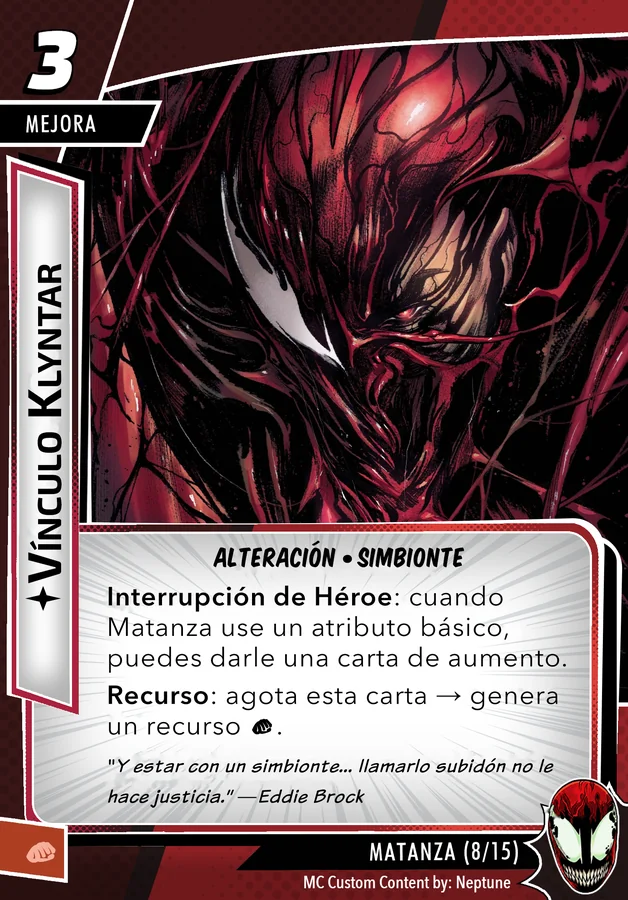 3
MEJORA
VÍNCULO KLYNTAR
ALTERACIÓN • SIMBIONTE
Interrupción de Héroe: cuando
Matanza use un atributo básico,
puedes darle una carta de aumento.
Recurso: agota esta carta → genera
un recurso .
"Y estar con un simbionte... llamarlo subidón no le
hace justicia." —Eddie Brock
MATANZA (8/15)
MC Custom Content by: Neptune